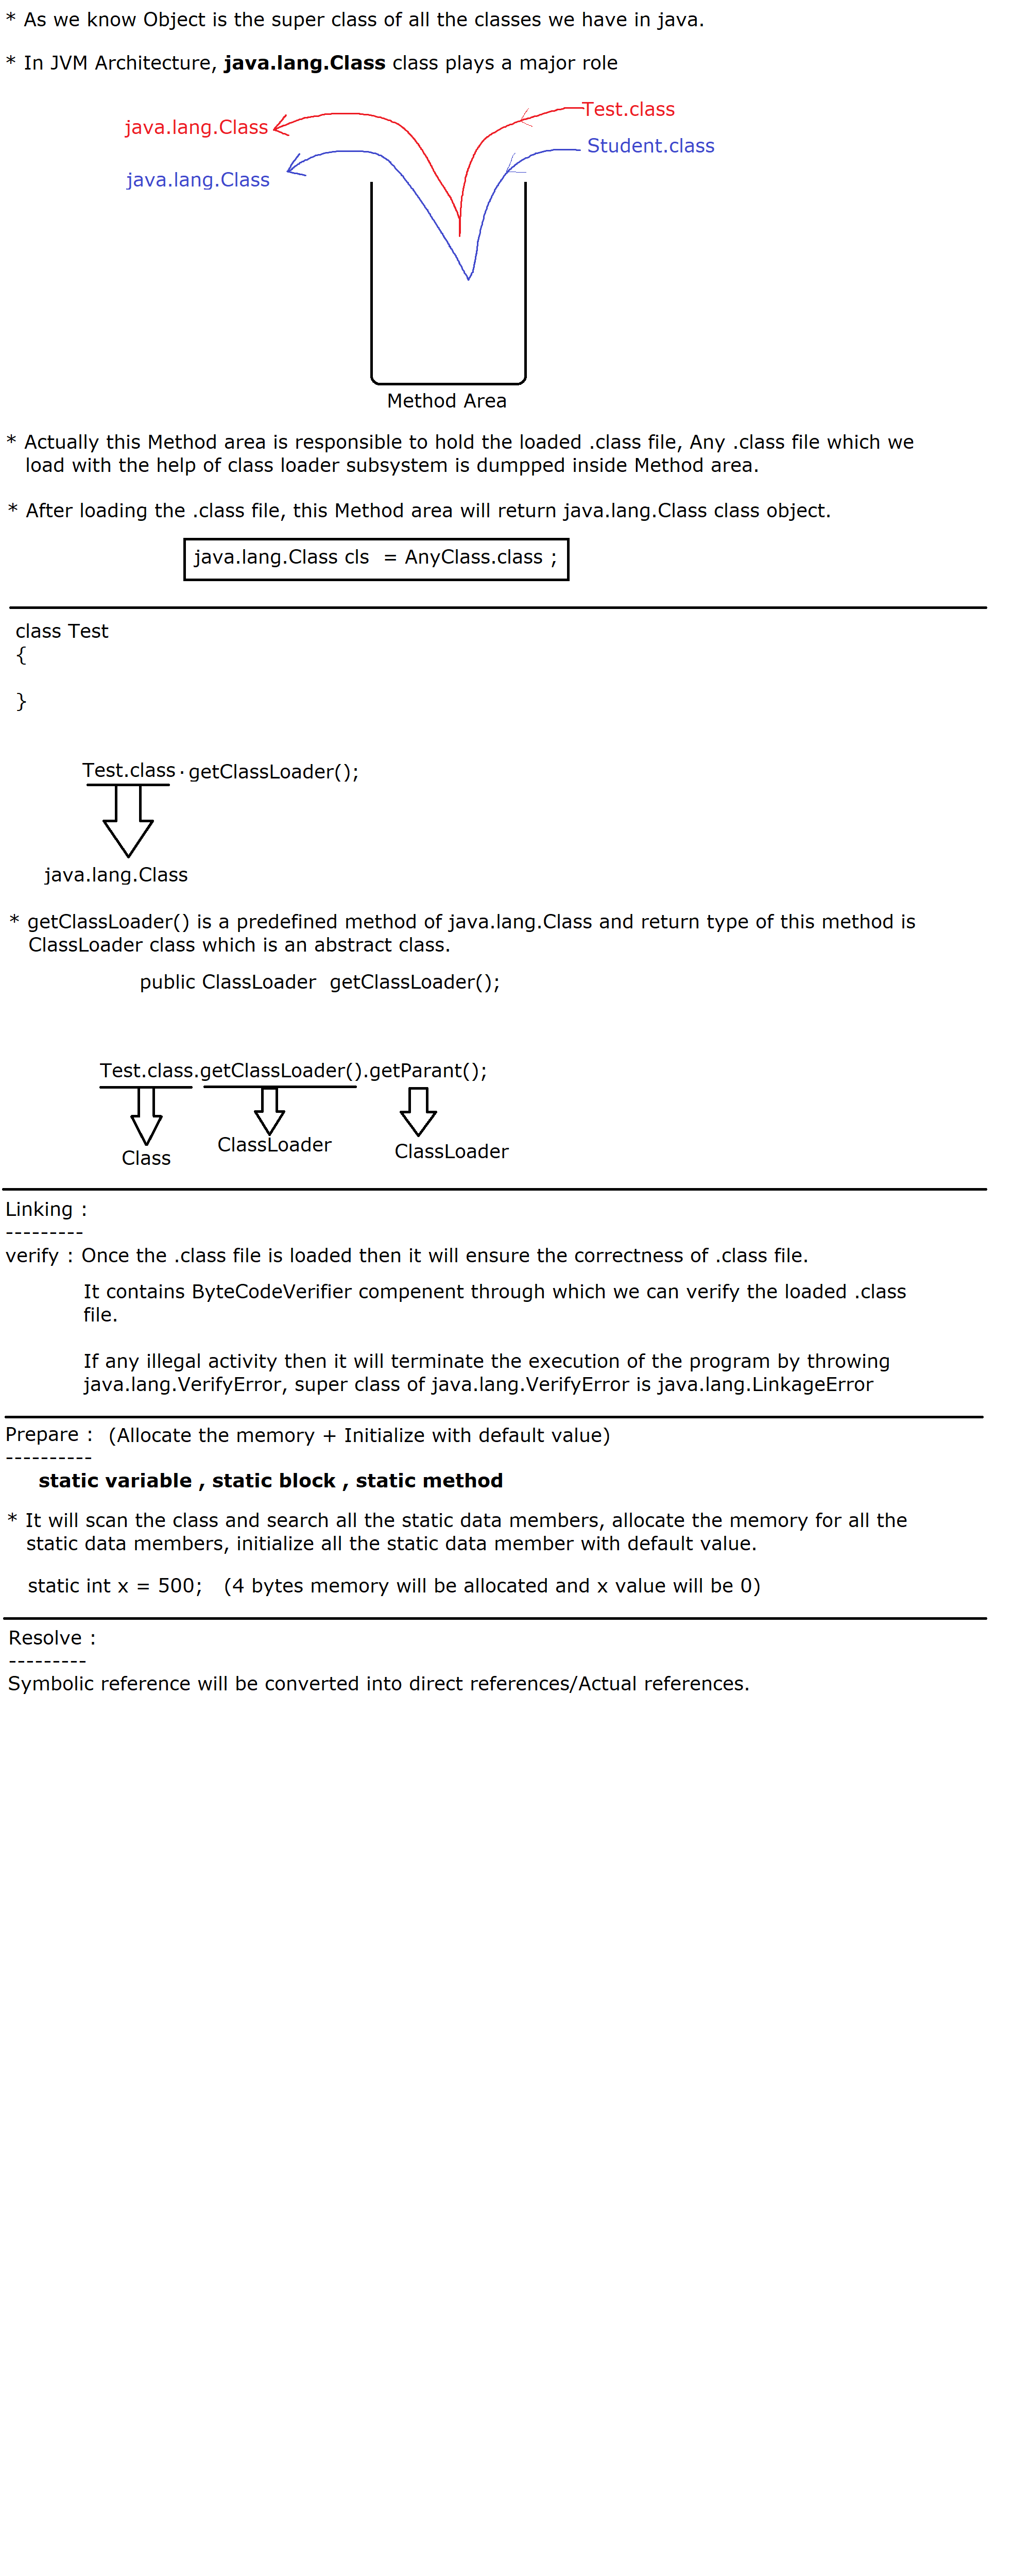 * As we know Object is the super class of all the classes we have in java.
* In JVM Architecture, java.lang.Class class plays a major role
Test.class
java.lang.Class
Student.class
java.lang.Class
Method Area
* Actually this Method area is responsible to hold the loaded .class file, Any .class file which we
load with the help of class loader subsystem is dumpped inside Method area.
* After loading the .class file, this Method area will return java.lang.Class class object.
java.lang.Class cls = AnyClass.class ;
class Test
{
}
Test.class . getClassLoader();
java.lang.Class
* getClassLoader() is a predefined method of java.lang.Class and return type of this method is
ClassLoader class which is an abstract class.
public ClassLoader getClassLoader();
Test.class.getClassLoader().getParant();
Class
ClassLoader
ClassLoader
Linking :
---------
verify : Once the .class file is loaded then it will ensure the correctness of .class file.
It contains ByteCodeVerifier compenent through which we can verify the loaded .class
file.
If any illegal activity then it will terminate the execution of the program by throwing
java.lang.VerifyError, super class of java.lang.VerifyError is java.lang.LinkageError
Prepare : (Allocate the memory + Initialize with default value)
----------
static variable , static block , static method
* It will scan the class and search all the static data members, allocate the memory for all the
static data members, initialize all the static data member with default value.
static int x = 500; (4 bytes memory will be allocated and x value will be 0)
Resolve :
---------
Symbolic reference will be converted into direct references/Actual references.